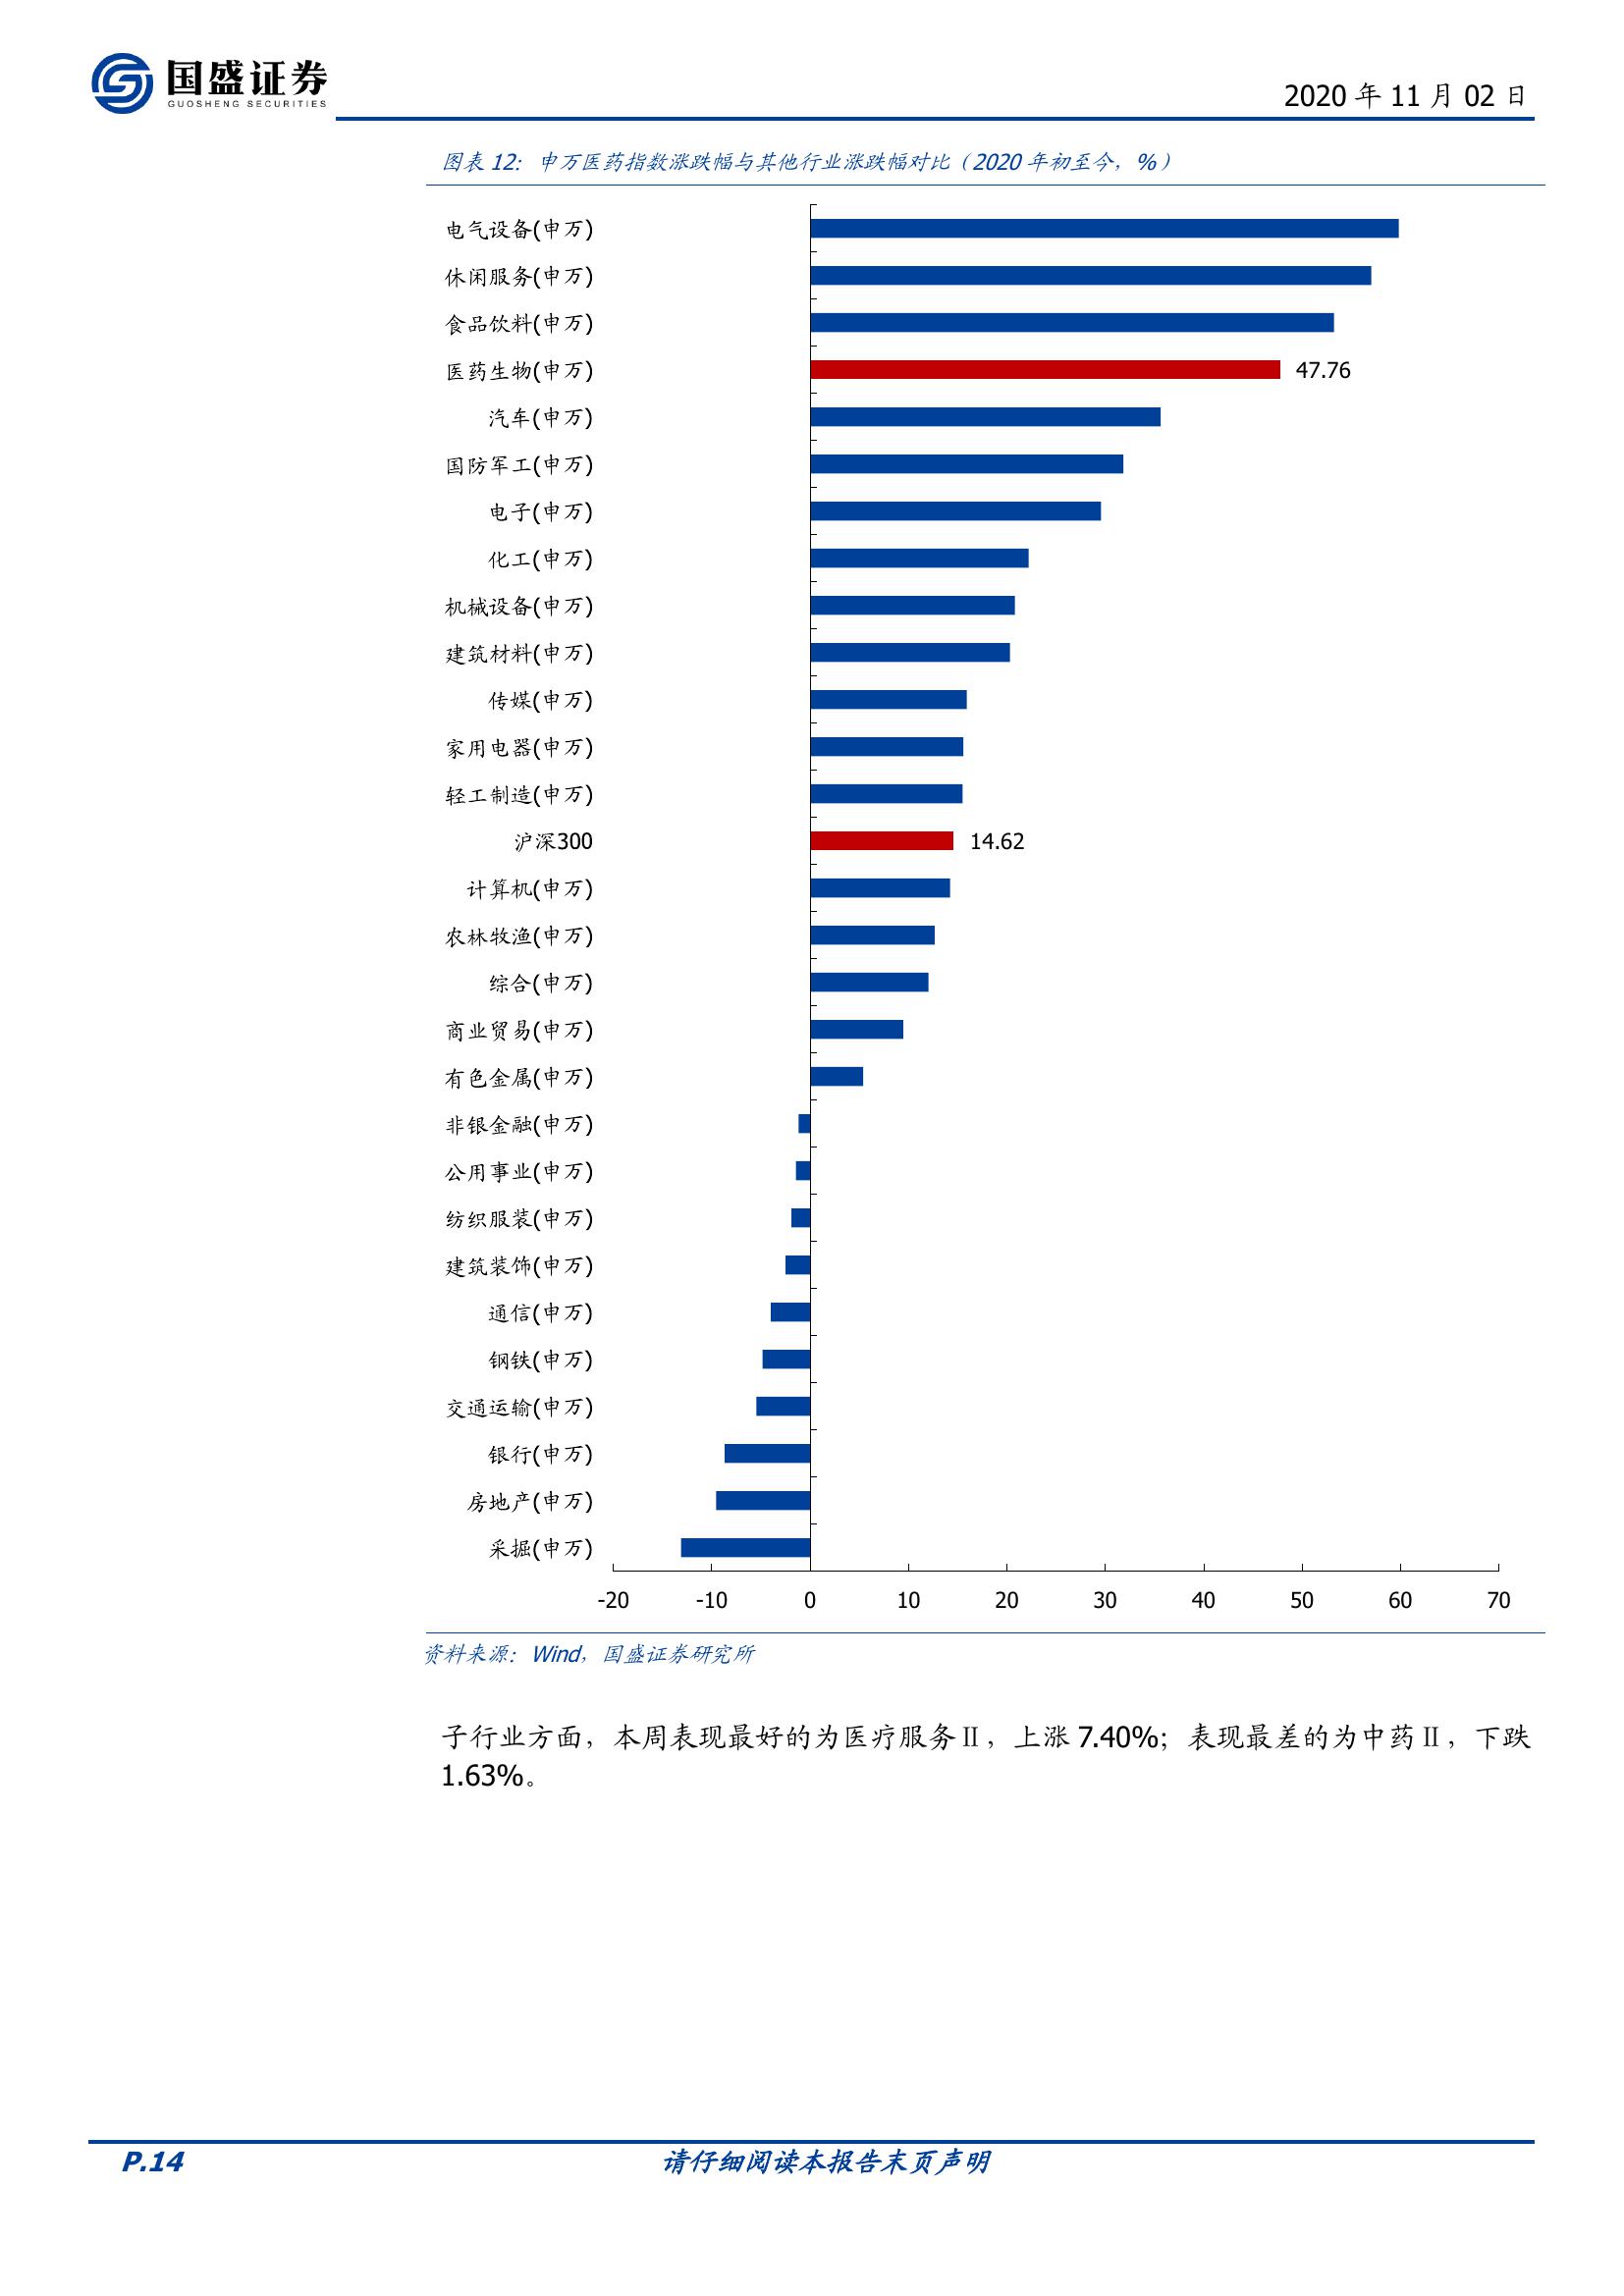 国盛证券
GUOSHENG SECURITIES
2020 年 11 月 02 日
图表 12: 申万医药指数涨跌幅与其他行业涨跌幅对比（2020 年初至今，%）
电气设备(申万)
休闲服务(申万)
食品饮料(申万)
医药生物(申万) 47.76
汽车(申万)
国防军工(申万)
电子(申万)
化工(申万)
机械设备(申万)
建筑材料(申万)
传媒(申万)
家用电器(申万)
轻工制造(申万)
沪深300 14.62
计算机(申万)
农林牧渔(申万)
综合(申万)
商业贸易(申万)
有色金属(申万)
非银金融(申万)
公用事业(申万)
纺织服装(申万)
建筑装饰(申万)
通信(申万)
钢铁(申万)
交通运输(申万)
银行(申万)
房地产(申万)
采掘(申万)
-20 -10 0 10 20 30 40 50 60 70
资料来源：Wind，国盛证券研究所
子行业方面，本周表现最好的为医疗服务Ⅱ，上涨 7.40%；表现最差的为中药Ⅱ，下跌
1.63%。
P.14 请仔细阅读本报告末页声明